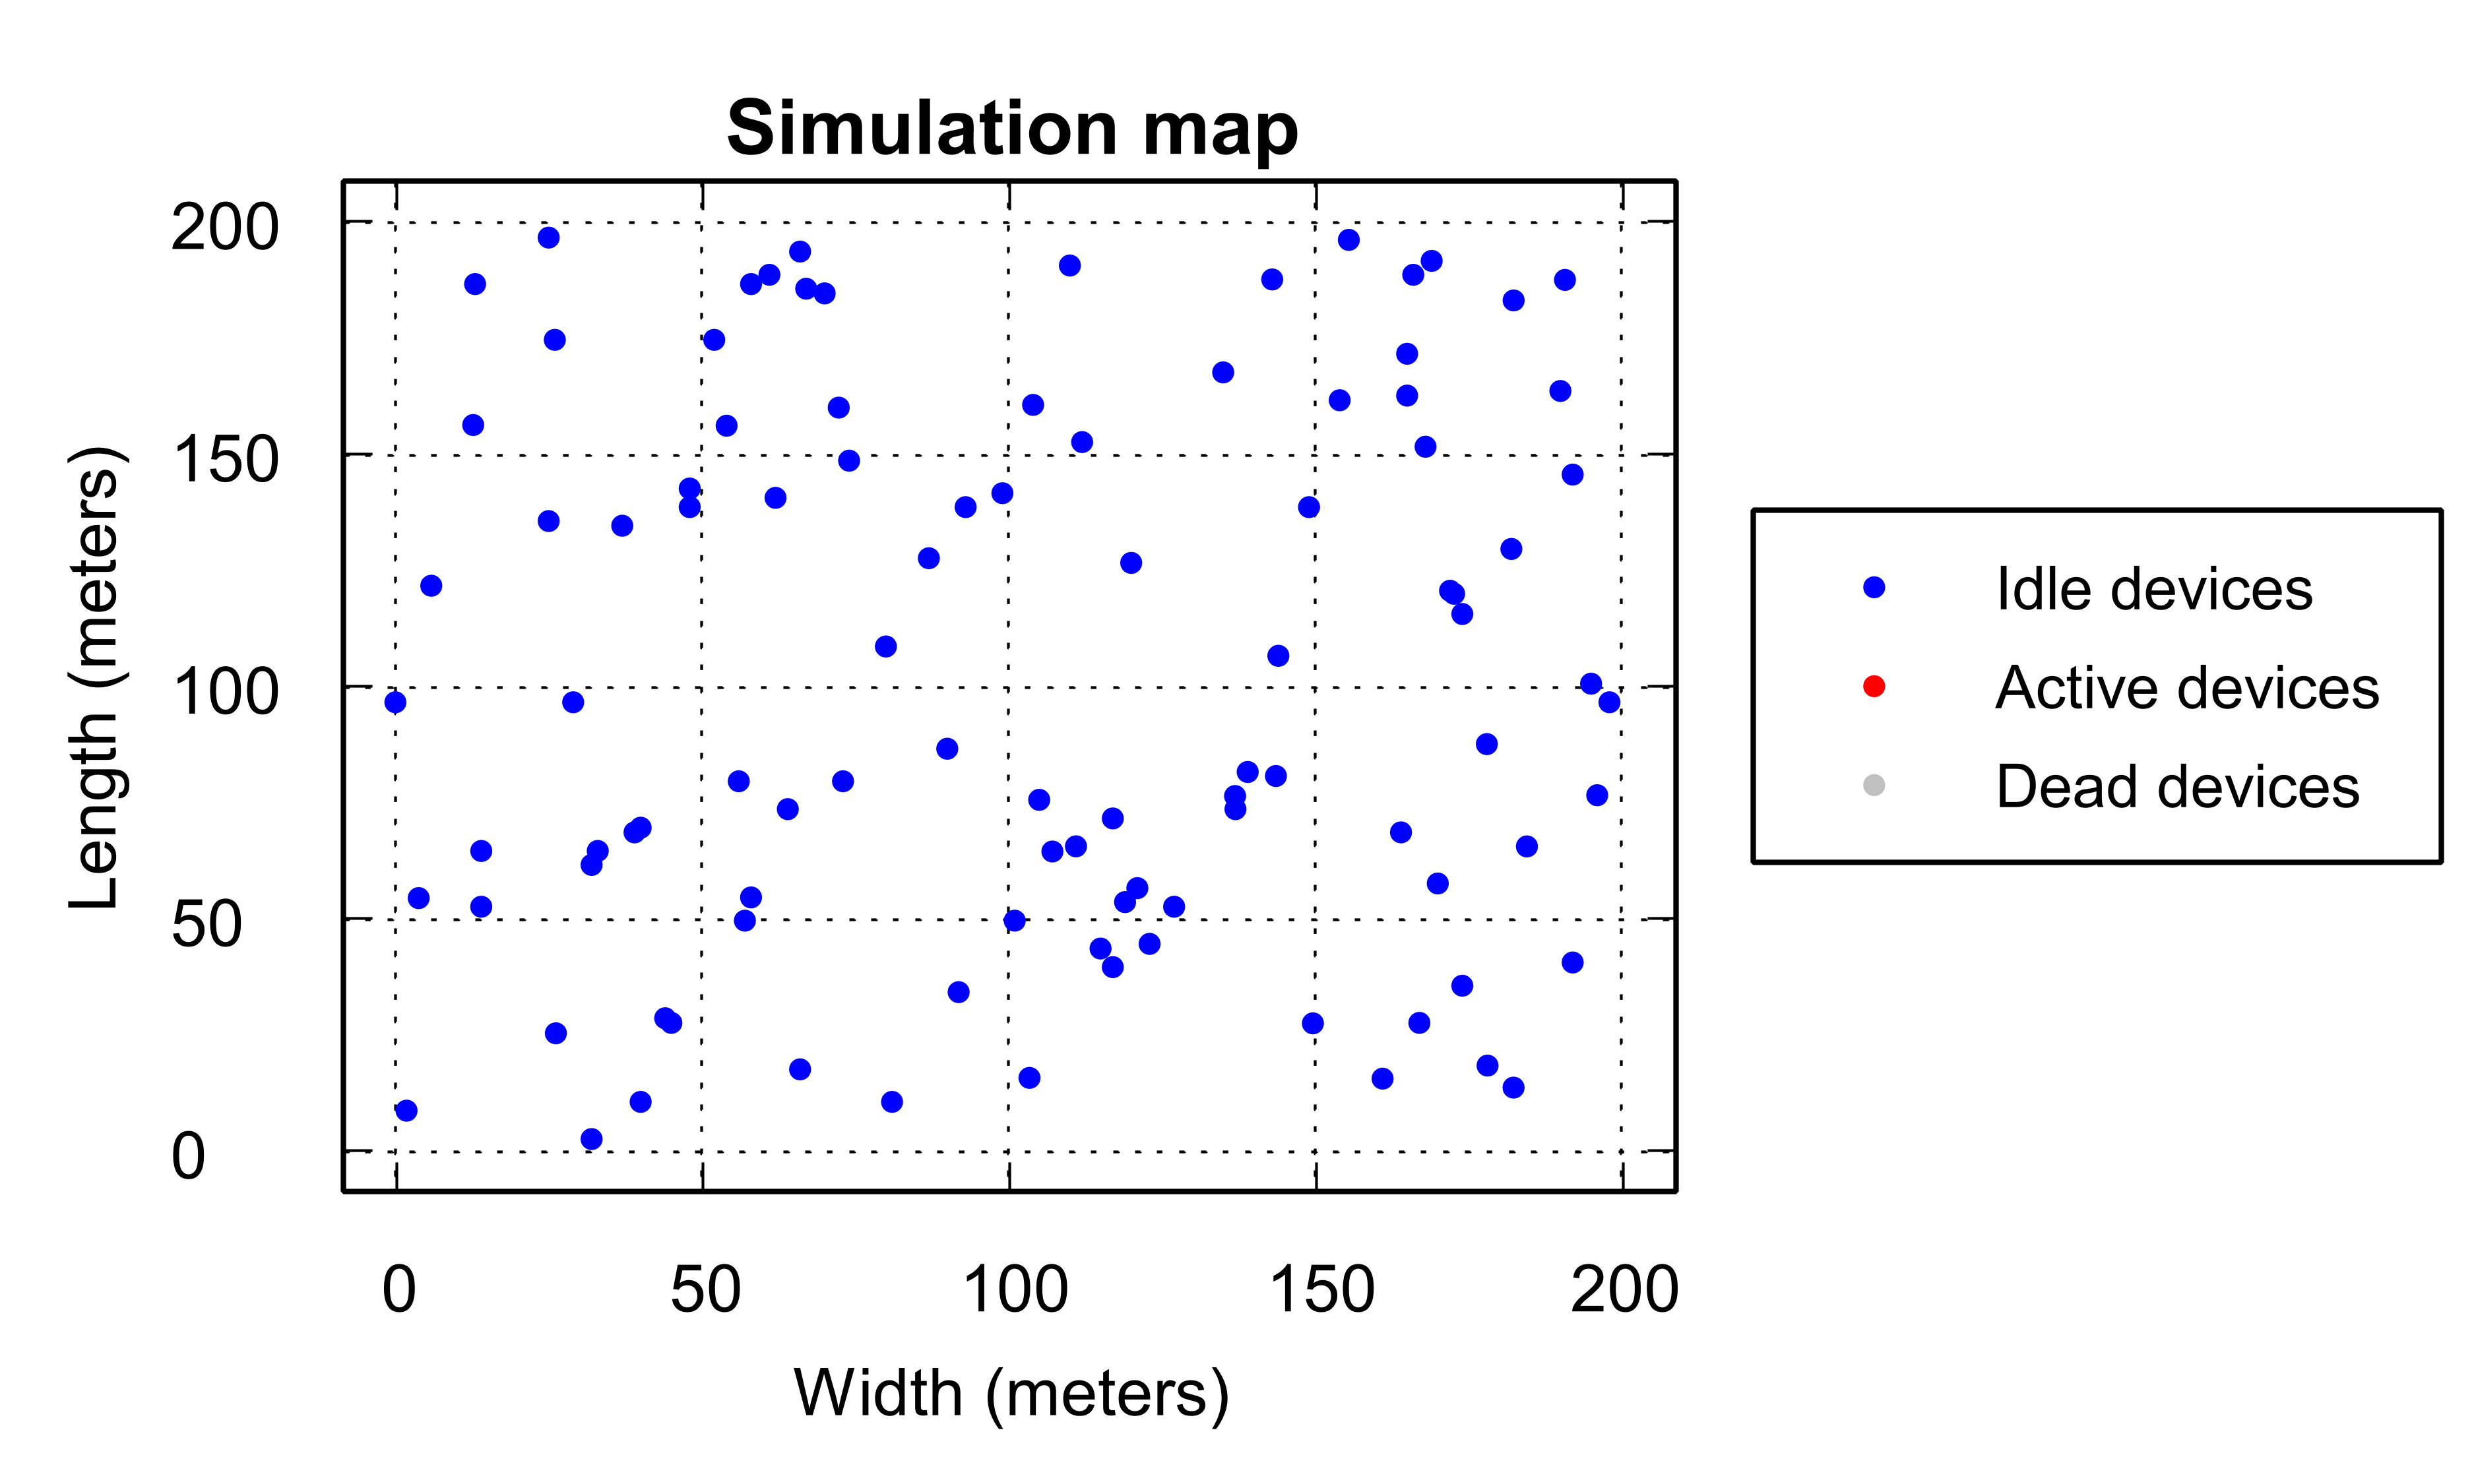 Simulation map
200
150
100
50
0
Length (meters)
0 50 100 150 200
Width (meters)
Idle devices
Active devices
Dead devices